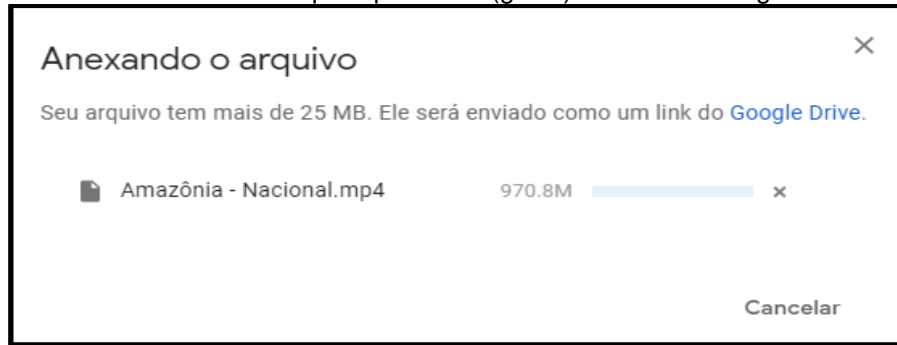 Anexando o arquivo
Seu arquivo tem mais de 25 MB. Ele será enviado como um link do Google Drive.
Amazônia - Nacional.mp4 970.8M
Cancelar